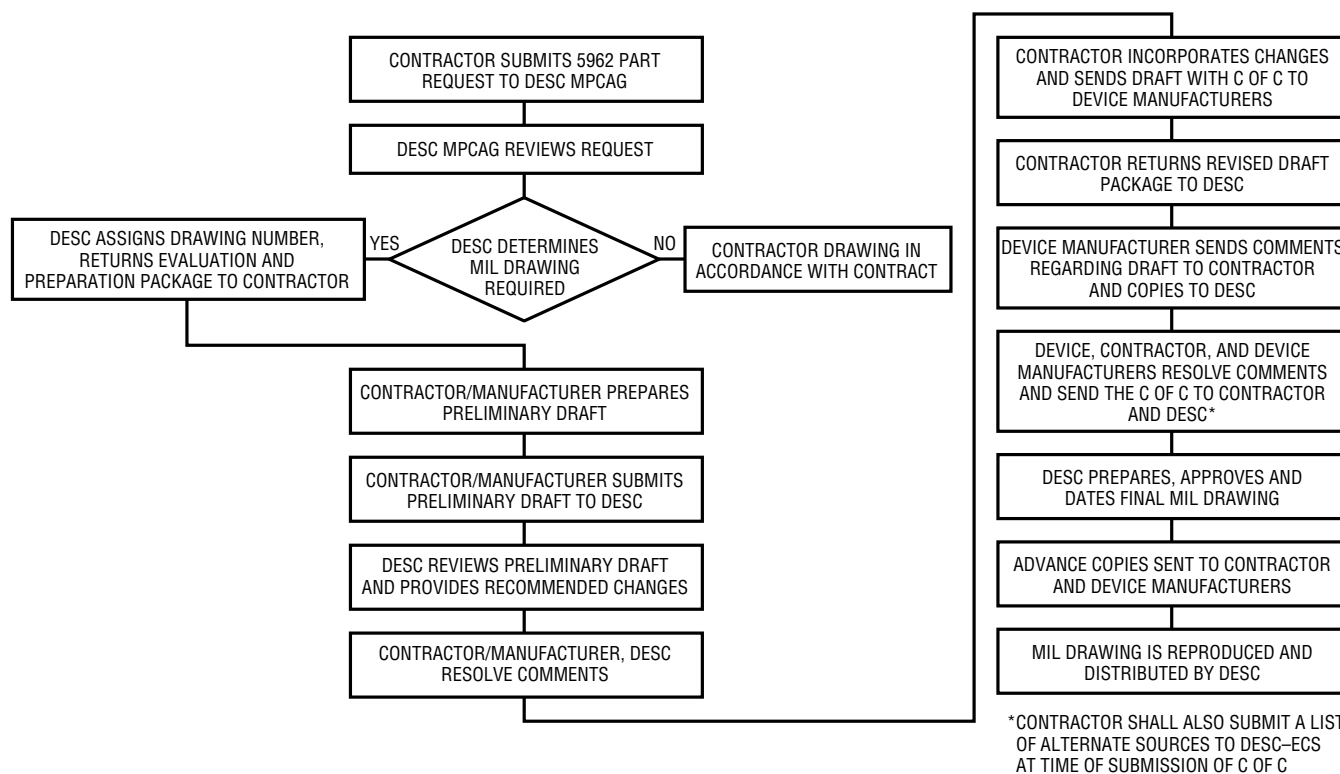 CONTRACTOR SUBMITS 5962 PART
REQUEST TO DESC MPCAG
DESC MPCAG REVIEWS REQUEST
DESC DETERMINES
MIL DRAWING
REQUIRED
YES
NO
DESC ASSIGNS DRAWING NUMBER,
RETURNS EVALUATION AND
PREPARATION PACKAGE TO CONTRACTOR
CONTRACTOR DRAWING IN
ACCORDANCE WITH CONTRACT
CONTRACTOR/MANUFACTURER PREPARES
PRELIMINARY DRAFT
CONTRACTOR/MANUFACTURER SUBMITS
PRELIMINARY DRAFT TO DESC
DESC REVIEWS PRELIMINARY DRAFT
AND PROVIDES RECOMMENDED CHANGES
CONTRACTOR/MANUFACTURER, DESC
RESOLVE COMMENTS
CONTRACTOR INCORPORATES CHANGES
AND SENDS DRAFT WITH C OF C TO
DEVICE MANUFACTURERS
CONTRACTOR RETURNS REVISED DRAFT
PACKAGE TO DESC
DEVICE MANUFACTURER SENDS COMMENTS
REGARDING DRAFT TO CONTRACTOR
AND COPIES TO DESC
DEVICE, CONTRACTOR, AND DEVICE
MANUFACTURERS RESOLVE COMMENTS
AND SEND THE C OF C TO CONTRACTOR
AND DESC*
DESC PREPARES, APPROVES AND
DATES FINAL MIL DRAWING
ADVANCE COPIES SENT TO CONTRACTOR
AND DEVICE MANUFACTURERS
MIL DRAWING IS REPRODUCED AND
DISTRIBUTED BY DESC
*CONTRACTOR SHALL ALSO SUBMIT A LIST
OF ALTERNATE SOURCES TO DESC–ECS
AT TIME OF SUBMISSION OF C OF C